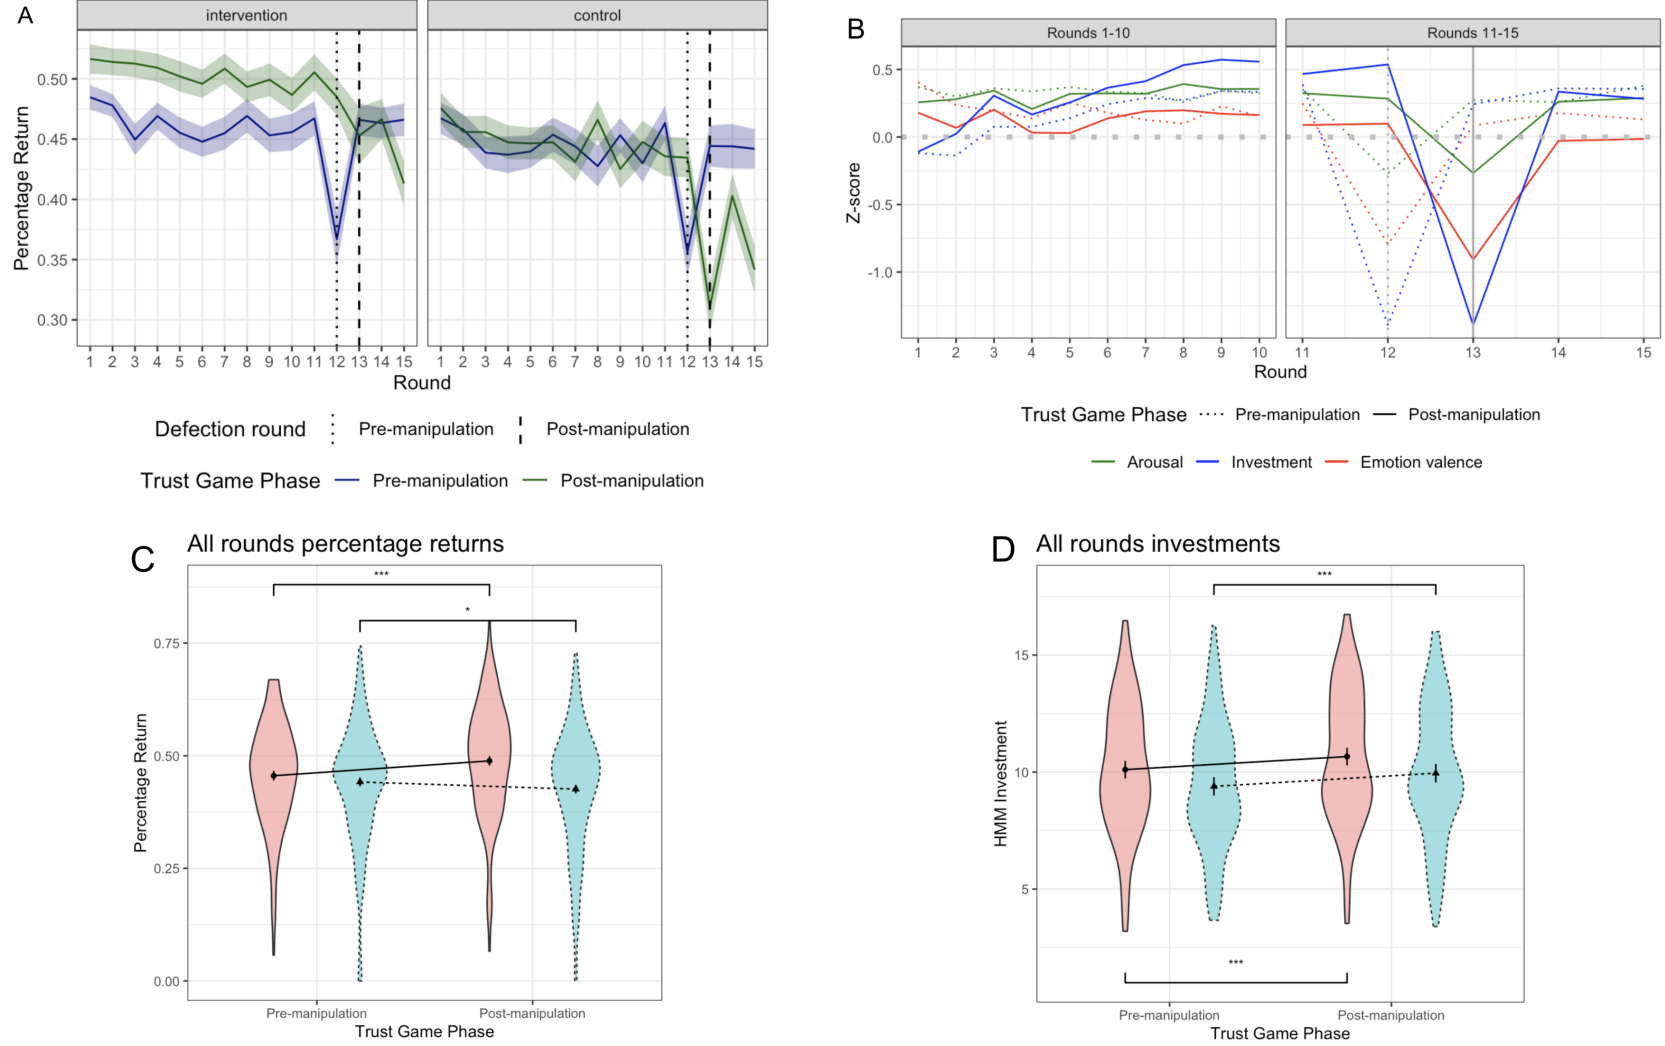 A
intervention
control
Percentage Return
0.50
0.45
0.40
0.35
0.30
1 2 3 4 5 6 7 8 9 10 11 12 13 14 15
1 2 3 4 5 6 7 8 9 10 11 12 13 14 15
Round
Defection round Pre-manipulation Post-manipulation
Trust Game Phase Pre-manipulation Post-manipulation
B
Rounds 1-10
Rounds 11-15
Z-score
0.5
0.0
-0.5
-1.0
1 2 3 4 5 6 7 8 9 10
11 12 13 14 15
Round
Trust Game Phase Pre-manipulation Post-manipulation
Arousal Investment Emotion valence
C
All rounds percentage returns
***
*
Percentage Return
0.75
0.50
0.25
0.00
Pre-manipulation Post-manipulation
Trust Game Phase
D
All rounds investments
***
HMM Investment
15
10
5
***
Pre-manipulation Post-manipulation
Trust Game Phase